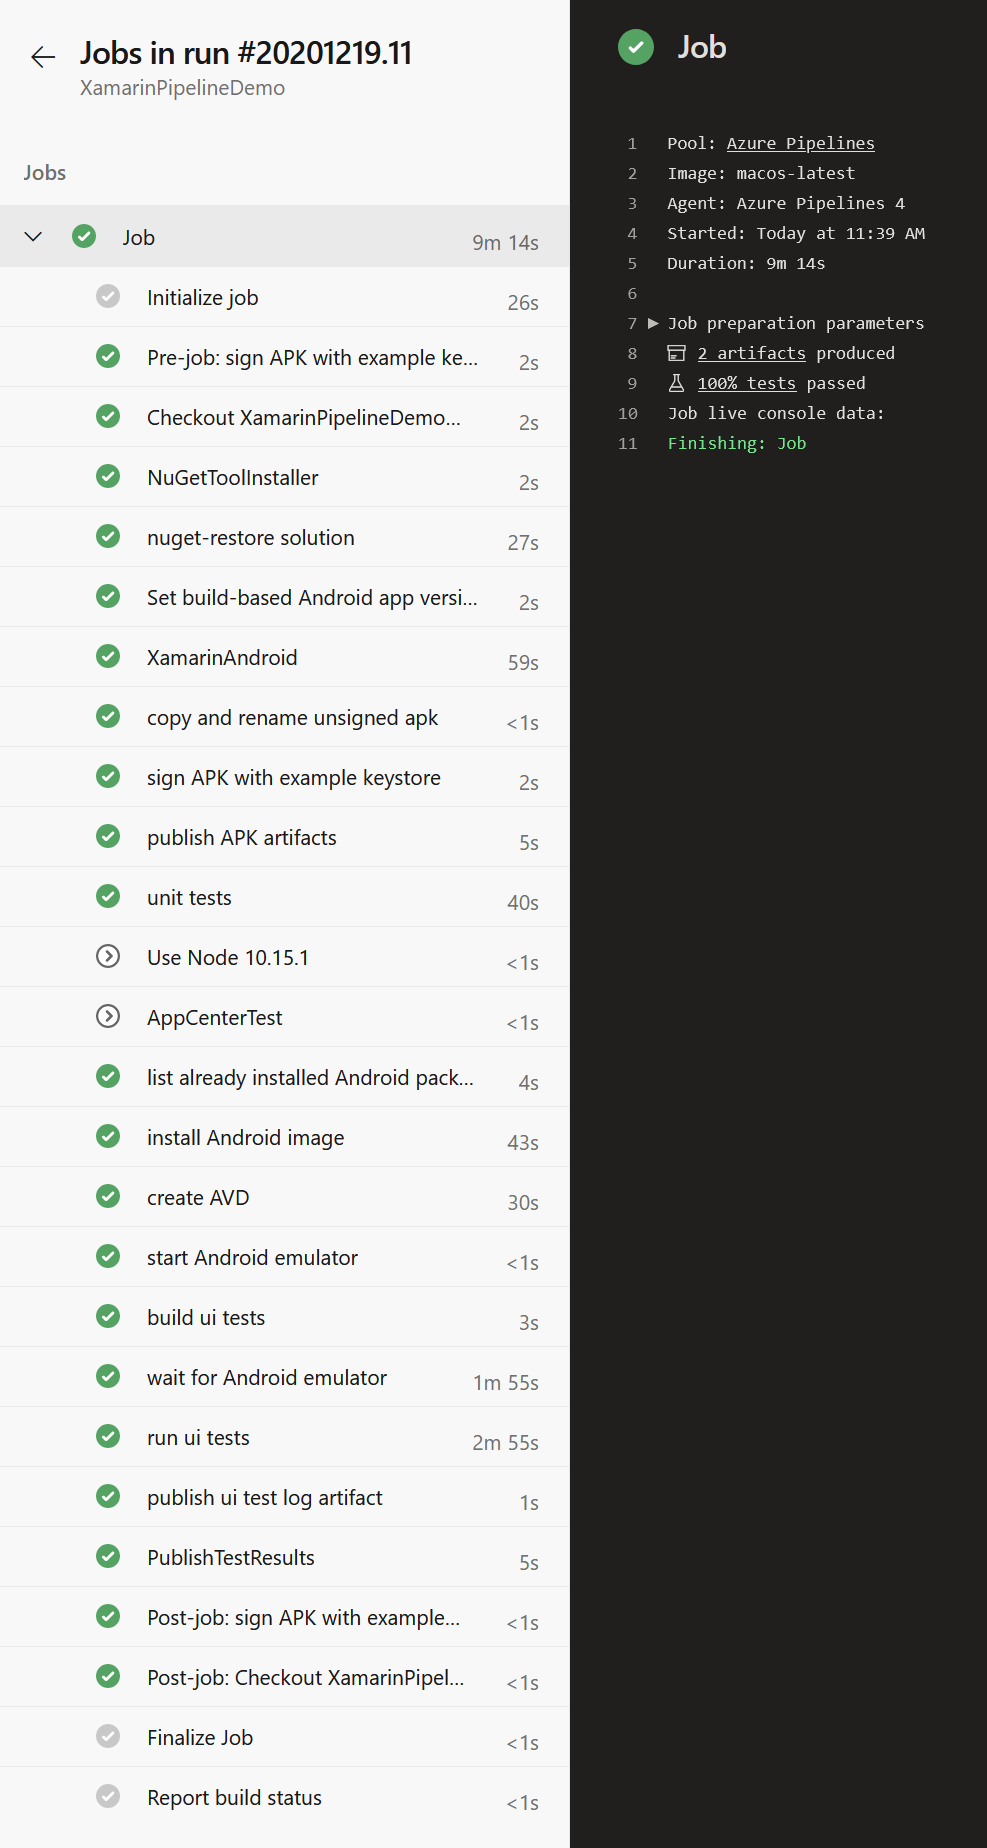 Jobs in run #20201219.11
XamarinPipelineDemo
Jobs
Job 9m 14s
Initialize job 26s
Pre-job: sign APK with example ke... 2s
Checkout XamarinPipelineDemo... 2s
NuGetToolInstaller 2s
nuget-restore solution 27s
Set build-based Android app versi... 2s
XamarinAndroid 59s
copy and rename unsigned apk <1s
sign APK with example keystore 2s
publish APK artifacts 5s
unit tests 40s
Use Node 10.15.1 <1s
AppCenterTest <1s
list already installed Android pack... 4s
install Android image 43s
create AVD 30s
start Android emulator <1s
build ui tests 3s
wait for Android emulator 1m 55s
run ui tests 2m 55s
publish ui test log artifact 1s
PublishTestResults 5s
Post-job: sign APK with example... <1s
Post-job: Checkout XamarinPipel... <1s
Finalize Job <1s
Report build status <1s
Job
1 Pool: Azure Pipelines
2 Image: macos-latest
3 Agent: Azure Pipelines 4
4 Started: Today at 11:39 AM
5 Duration: 9m 14s
6
7 Job preparation parameters
8 2 artifacts produced
9 100% tests passed
10 Job live console data:
11 Finishing: Job